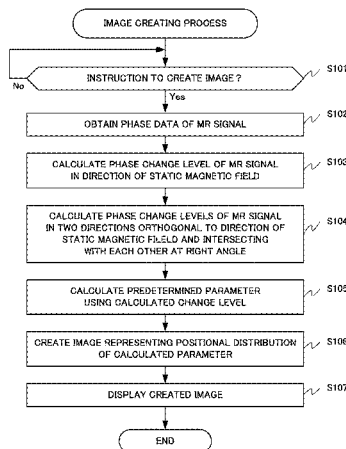 IMAGE CREATING PROCESS
INSTRUCTION TO CREATE IMAGE?
S101
No
Yes
OBTAIN PHASE DATA OF MR SIGNAL
S102
CALCULATE PHASE CHANGE LEVEL OF MR SIGNAL
IN DIRECTION OF STATIC MAGNETIC FIELD
S103
CALCULATE PHASE CHANGE LEVELS OF MR SIGNAL
IN TWO DIRECTIONS ORTHOGONAL TO DIRECTION OF
STATIC MAGNETIC FILELD AND INTERSECTING
WITH EACH OTHER AT RIGHT ANGLE
S104
CALCULATE PREDETERMINED PARAMETER
USING CALCULATED CHANGE LEVEL
S105
CREATE IMAGE REPRESENTING POSITIONAL DISTRIBUTION
OF CALCULATED PARAMETER
S106
DISPLAY CREATED IMAGE
S107
END